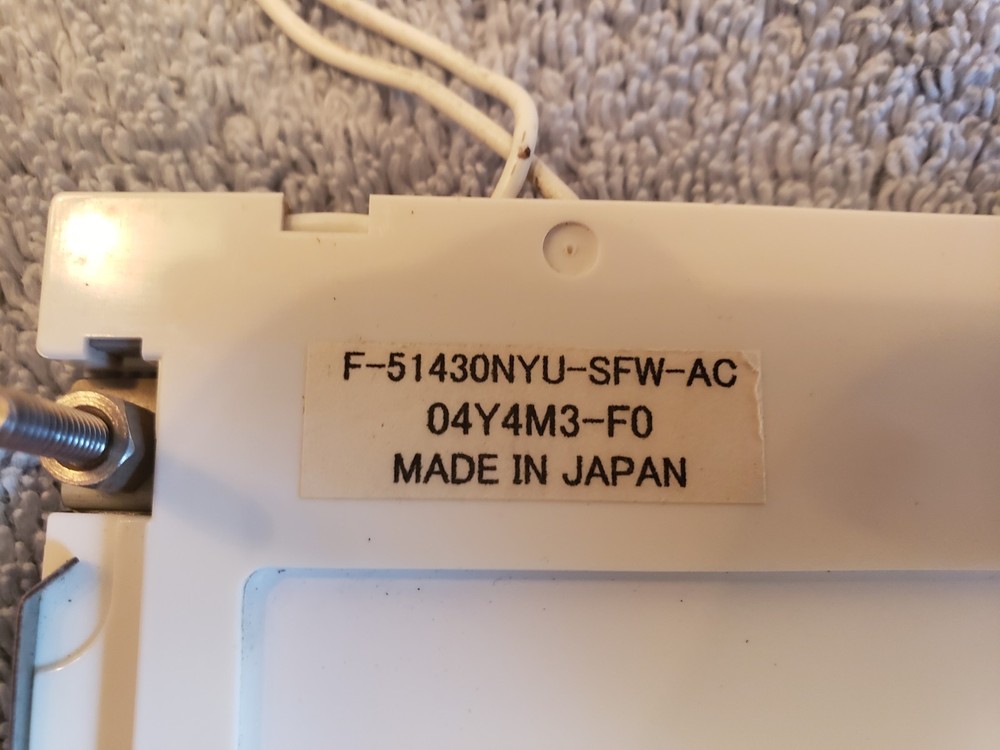 F-51430NYU-SFW-AC
04Y4M3-F0
MADE IN JAPAN